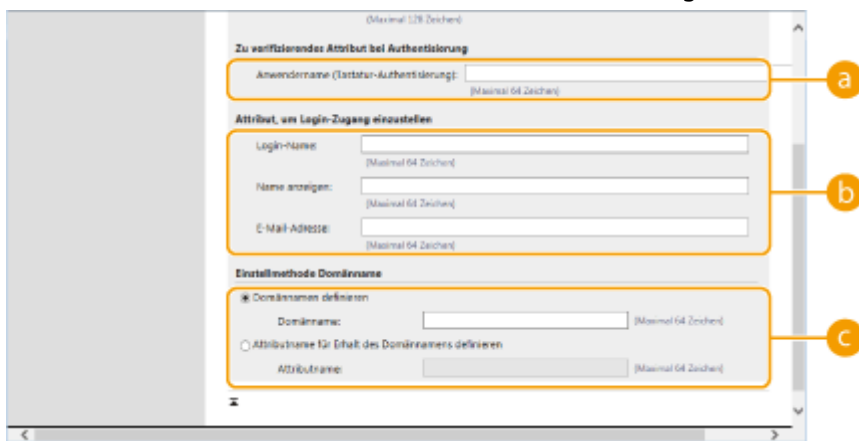 (Maximal 128 Zeichen)
Zu verifizierendes Attribut bei Authentisierung
Anwendername (Tastatur-Authentisierung):
(Maximal 64 Zeichen)
a
Attribut, um Login-Zugang einzustellen
Login-Name:
(Maximal 64 Zeichen)
Name anzeigen:
(Maximal 64 Zeichen)
b
E-Mail-Adresse:
(Maximal 64 Zeichen)
Einstellmethode Domänname
Domännamen definieren
Domänname: (Maximal 64 Zeichen)
c
Attributname für Erhalt des Domännamens definieren
Attributname: (Maximal 64 Zeichen)